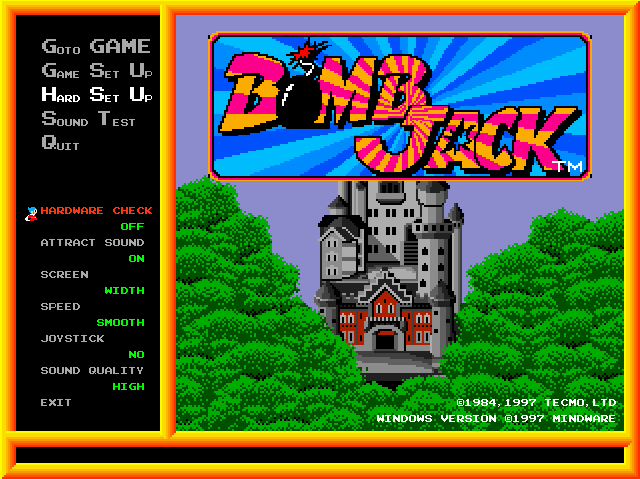 GOTO GAME
GAME SET UP
HARD SET UP
SOUND TEST
QUIT
HARDWARE CHECK
OFF
ATTRACT SOUND
ON
SCREEN
WIDTH
SPEED
SMOOTH
JOYSTICK
NO
SOUND QUALITY
HIGH
EXIT
BOMB
JACK
TM
©1984,1997 TECMO,LTD
WINDOWS VERSION ©1997 MINDWARE